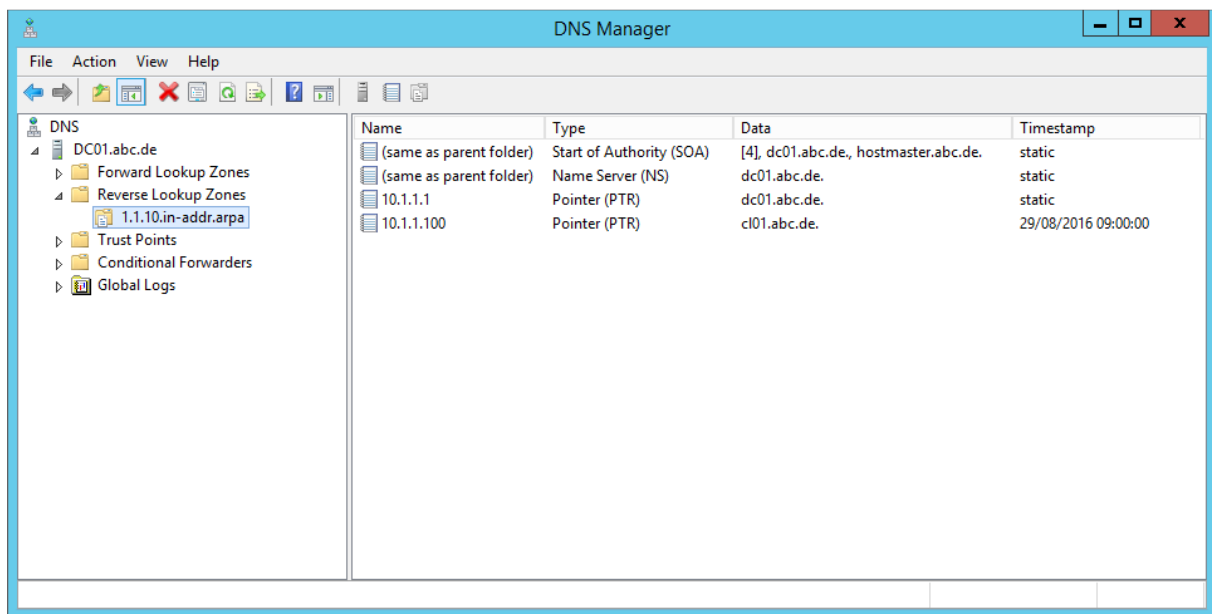 DNS Manager
File Action View Help
DNS
DC01.abc.de
Forward Lookup Zones
Reverse Lookup Zones
1.1.10.in-addr.arpa
Trust Points
Conditional Forwarders
Global Logs
Name Type Data Timestamp
(same as parent folder) Start of Authority (SOA) [4], dc01.abc.de., hostmaster.abc.de. static
(same as parent folder) Name Server (NS) dc01.abc.de. static
10.1.1.1 Pointer (PTR) dc01.abc.de. static
10.1.1.100 Pointer (PTR) cl01.abc.de. 29/08/2016 09:00:00